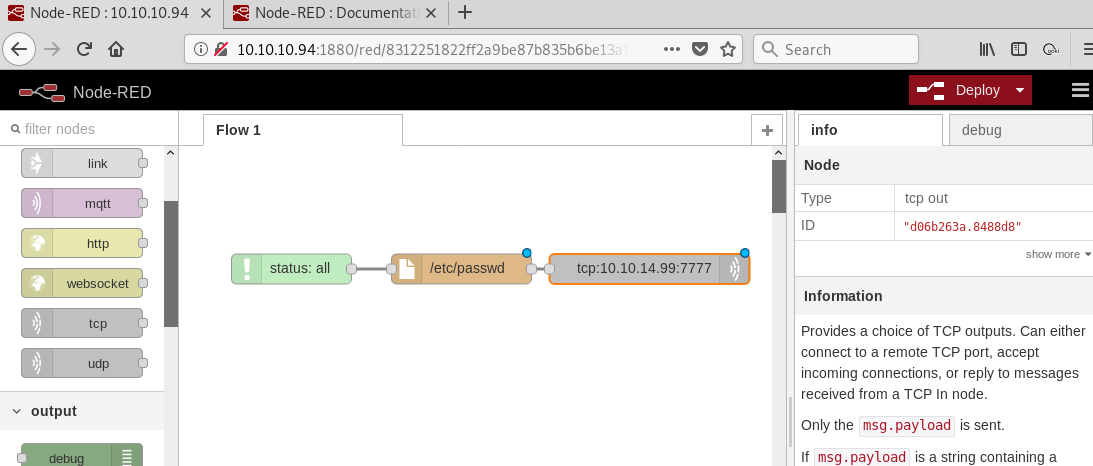 Node-RED : 10.10.10.94
Node-RED : Documentat
10.10.10.94:1880/red/8312251822ff2a9be87b835b6be13a
Search
Node-RED
Deploy
filter nodes
Flow 1
info
debug
link
mqtt
http
websocket
tcp
udp
output
debug
status: all
/etc/passwd
tcp:10.10.14.99:7777
Node
Type
tcp out
ID
"d06b263a.8488d8"
show more
Information
Provides a choice of TCP outputs. Can either
connect to a remote TCP port, accept
incoming connections, or reply to messages
received from a TCP In node.
Only the msg.payload is sent.
If msg.payload is a string containing a